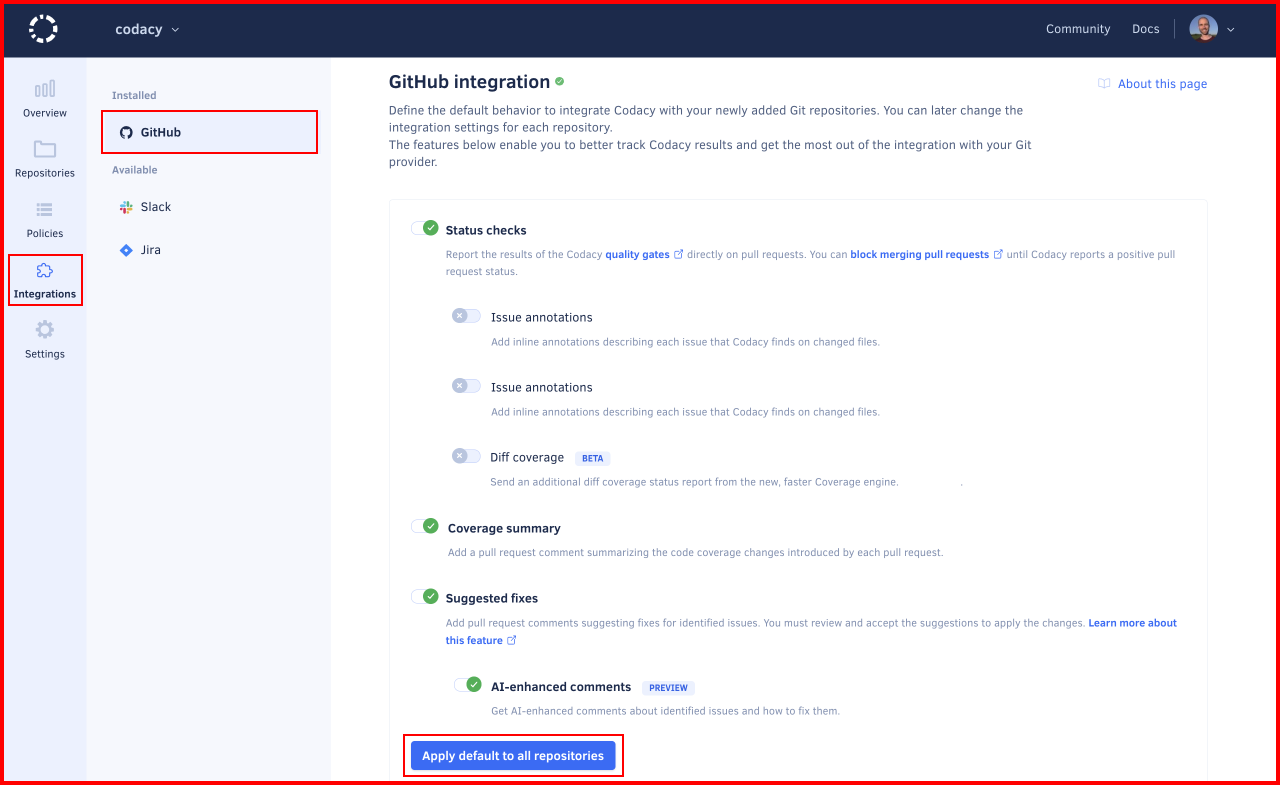 codacy
Community
Docs
Overview
Repositories
Policies
Integrations
Settings
Installed
GitHub
Available
Slack
Jira
GitHub integration
About this page
Define the default behavior to integrate Codacy with your newly added Git repositories. You can later change the
integration settings for each repository.
The features below enable you to better track Codacy results and get the most out of the integration with your Git
provider.
Status checks
Report the results of the Codacy quality gates directly on pull requests. You can block merging pull requests until Codacy reports a positive pull
request status.
Issue annotations
Add inline annotations describing each issue that Codacy finds on changed files.
Issue annotations
Add inline annotations describing each issue that Codacy finds on changed files.
Diff coverage BETA
Send an additional diff coverage status report from the new, faster Coverage engine. .
Coverage summary
Add a pull request comment summarizing the code coverage changes introduced by each pull request.
Suggested fixes
Add pull request comments suggesting fixes for identified issues. You must review and accept the suggestions to apply the changes. Learn more about
this feature
AI-enhanced comments PREVIEW
Get AI-enhanced comments about identified issues and how to fix them.
Apply default to all repositories